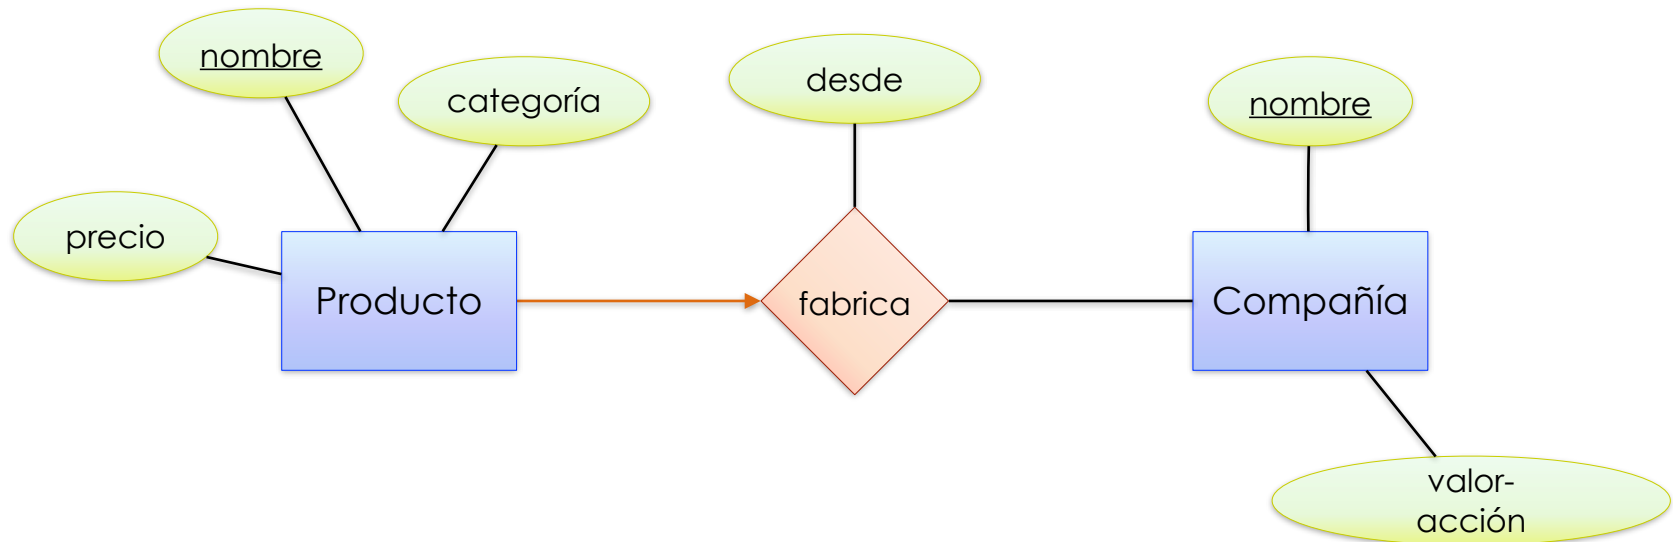 nombre
categoría
desde
nombre
precio
Producto
fabrica
Compañía
valor-
acción